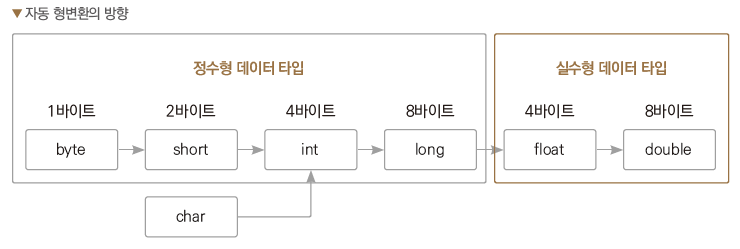 ▼ 자동 형변환의 방향
정수형 데이터 타입
실수형 데이터 타입
1바이트 2바이트 4바이트 8바이트 4바이트 8바이트
byte short int long float double
char